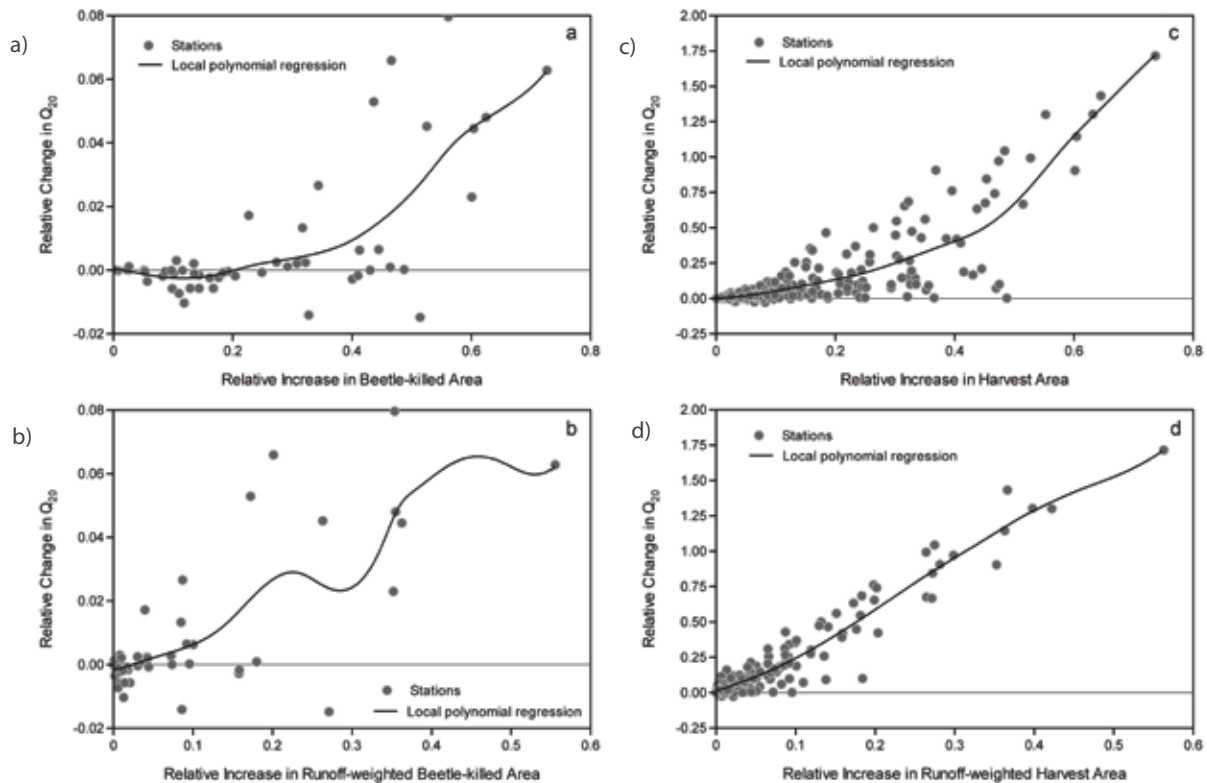 a)
0.08
0.06
0.04
0.02
0.00
-0.02
Relative Change in Q20
a
Stations
Local polynomial regression
0
0.2
0.4
0.6
0.8
Relative Increase in Beetle-killed Area
c)
2.00
1.75
1.50
1.25
1.00
0.75
0.50
0.25
0.00
-0.25
Relative Change in Q20
c
Stations
Local polynomial regression
0
0.2
0.4
0.6
0.8
Relative Increase in Harvest Area
b)
0.08
0.06
0.04
0.02
0.00
-0.02
Relative Change in Q20
b
Stations
Local polynomial regression
0
0.1
0.2
0.3
0.4
0.5
0.6
Relative Increase in Runoff-weighted Beetle-killed Area
d)
2.00
1.75
1.50
1.25
1.00
0.75
0.50
0.25
0.00
-0.25
Relative Change in Q20
d
Stations
Local polynomial regression
0
0.1
0.2
0.3
0.4
0.5
0.6
Relative Increase in Runoff-weighted Harvest Area